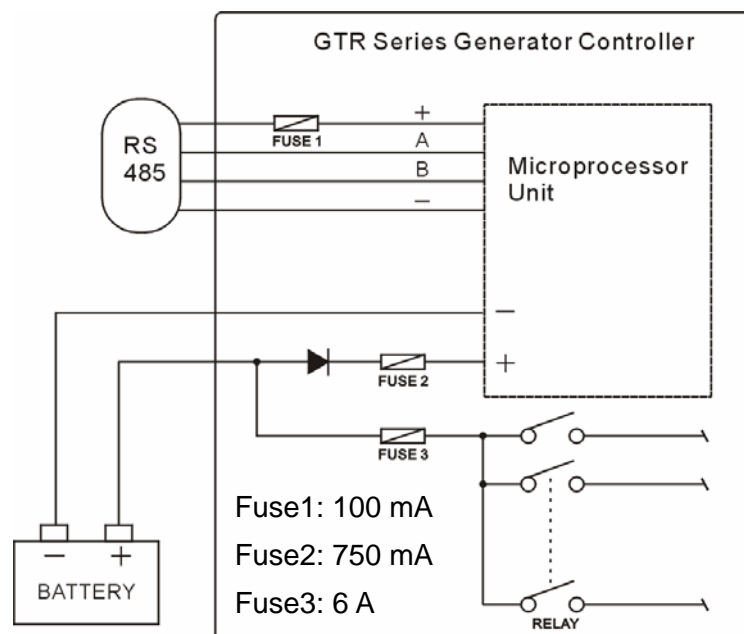 GTR Series Generator Controller
+
FUSE 1
A
RS
485
B
−
Microprocessor
Unit
−
+
FUSE 2
FUSE 3
Fuse1: 100 mA
Fuse2: 750 mA
Fuse3: 6 A
− +
BATTERY
RELAY